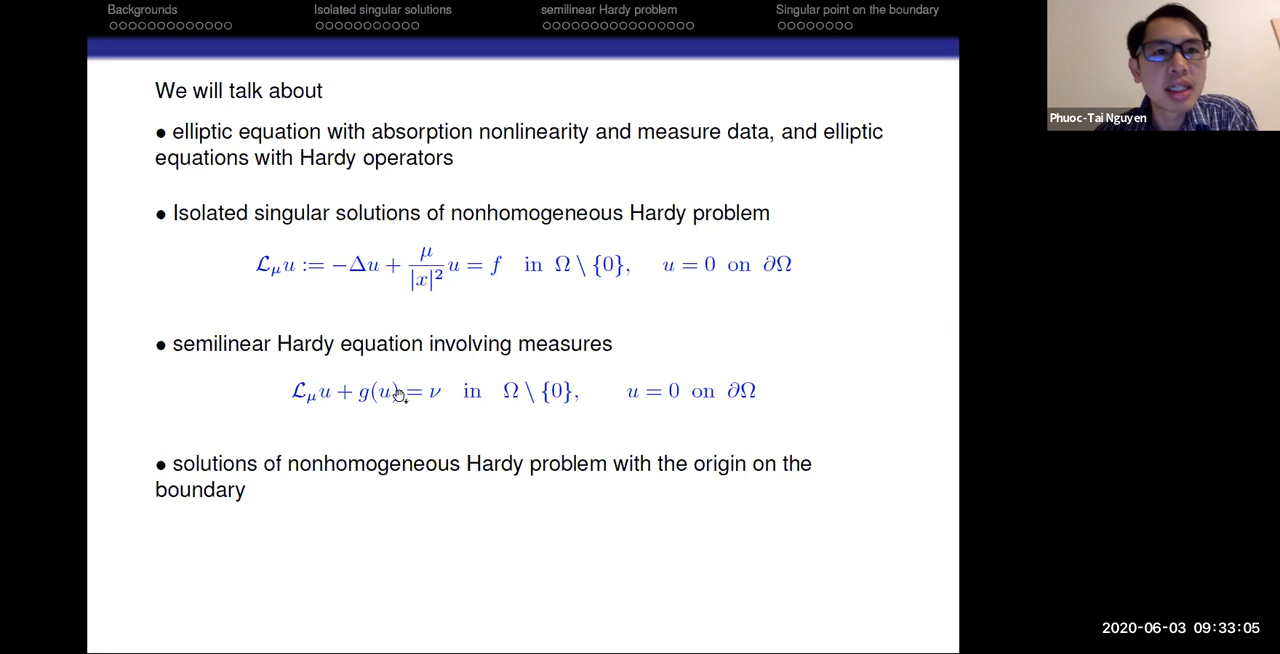 Backgrounds Isolated singular solutions semilinear Hardy problem Singular point on the boundary
We will talk about
• elliptic equation with absorption nonlinearity and measure data, and elliptic
equations with Hardy operators
• Isolated singular solutions of nonhomogeneous Hardy problem
ℒ_μ u := −Δu + μ/|x|² u = f in Ω \ {0}, u = 0 on ∂Ω
• semilinear Hardy equation involving measures
ℒ_μ u + g(u) = ν in Ω \ {0}, u = 0 on ∂Ω
• solutions of nonhomogeneous Hardy problem with the origin on the
boundary
Phuoc-Tai Nguyen
2020-06-03 09:33:05